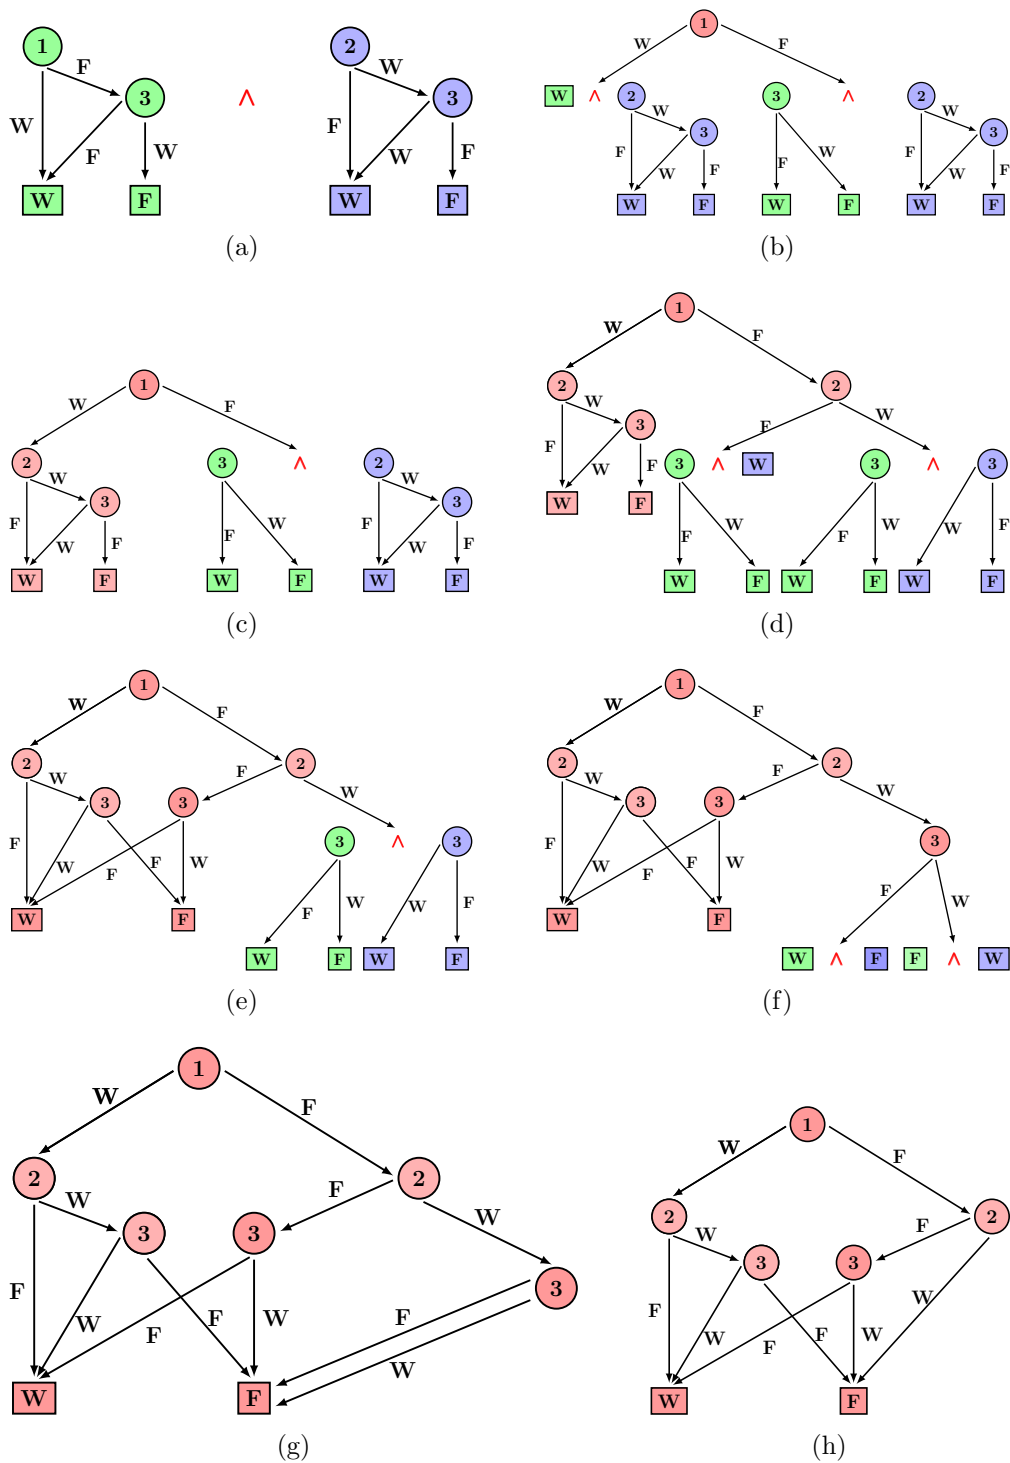 1 2
F W
3 ∧ 3
W F
F W W F
W F W F
(a)
1
W F
W ∧ 2 3 ∧ 2
W W
3 3
F W F F W F W F
W F W F W F
(b)
1
W F
2 3 ∧ 2
W W
3 3
F W F F W F W F
W F W F W F
(c)
1
W F
2 2
W F W
3
F W F 3 ∧ W 3 ∧ 3
W F
F W F W W F
W F W F W F
(d)
1
W F
2 2
W F W
3 3
3 ∧ 3
F W F F W
F W W F
W F
W F W F
(e)
1
W F
2 2
W F W
3 3
3
F W F F W
F W
W F
W ∧ F F ∧ W
(f)
1
W F
2 2
W F W
3 3
3
F W F F W F
W
W F
(g)
1
W F
2 2
W F
3 3
F W F F W W
W F
(h)